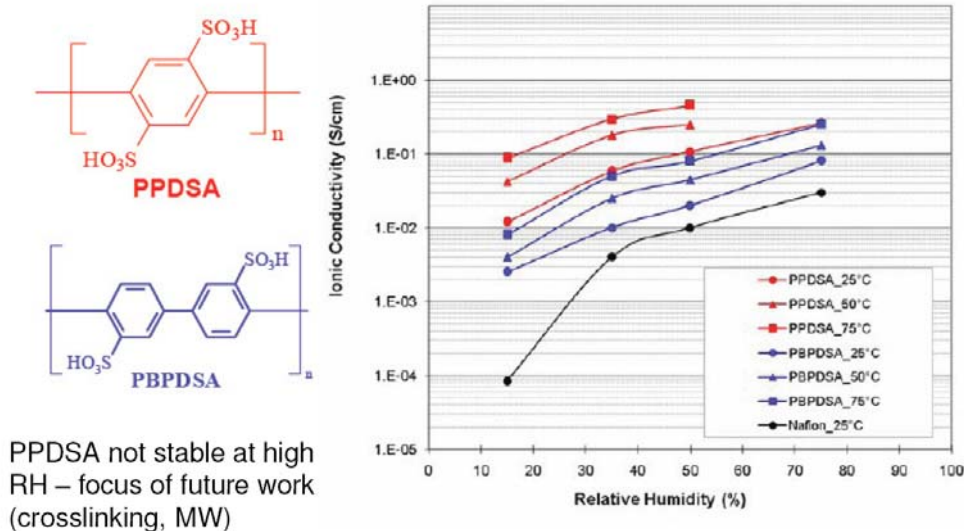 SO₃H
n
HO₃S
PPDSA
SO₃H
HO₃S
n
PBPDSA
PPDSA not stable at high
RH – focus of future work
(crosslinking, MW)
Ionic Conductivity (S/cm)
1.E+00
1.E-01
1.E-02
1.E-03
1.E-04
1.E-05
0 10 20 30 40 50 60 70 80 90 100
Relative Humidity (%)
PPDSA_25°C
PPDSA_50°C
PPDSA_75°C
PBPDSA_25°C
PBPDSA_50°C
PBPDSA_75°C
Nafion_25°C